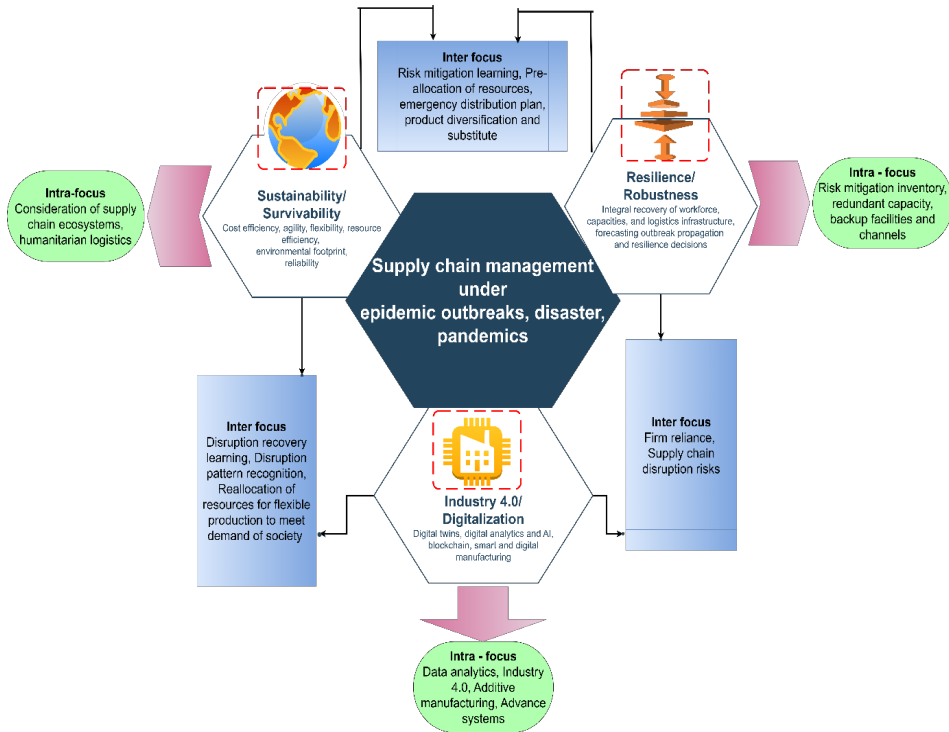 Inter focus
Risk mitigation learning, Pre-
allocation of resources,
emergency distribution plan,
product diversification and
substitute
Sustainability/
Survivability
Cost efficiency, agility, flexibility, resource
efficiency,
environmental footprint,
reliability
Resilience/
Robustness
Integral recovery of workforce,
capacities, and logistics infrastructure,
forecasting outbreak propagation
and resilience decisions
Intra-focus
Consideration of supply
chain ecosystems,
humanitarian logistics
Intra - focus
Risk mitigation inventory,
redundant capacity,
backup facilities and
channels
Supply chain management
under
epidemic outbreaks, disaster,
pandemics
Inter focus
Disruption recovery
learning, Disruption
pattern recognition,
Reallocation of
resources for flexible
production to meet
demand of society
Inter focus
Firm reliance,
Supply chain
disruption risks
Industry 4.0/
Digitalization
Digital twins, digital analytics and AI,
blockchain, smart and digital
manufacturing
Intra - focus
Data analytics, Industry
4.0, Additive
manufacturing, Advance
systems